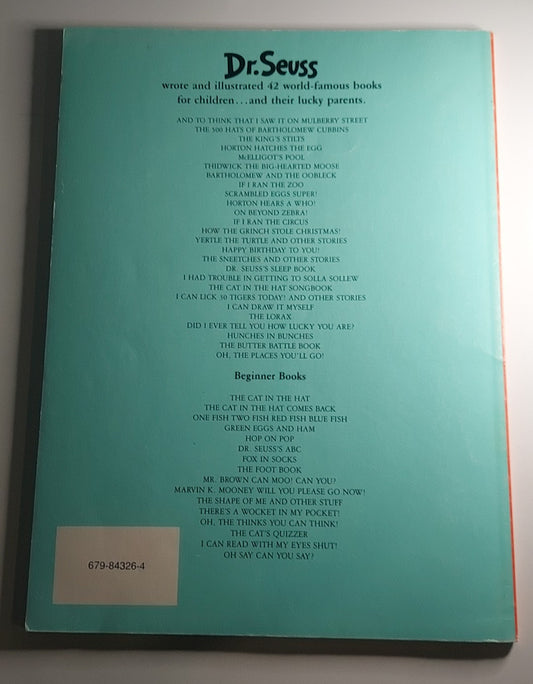 Dr. Seuss
wrote and illustrated 42 world-famous books
for children...and their lucky parents.
AND TO THINK THAT I SAW IT ON MULBERRY STREET
THE 500 HATS OF BARTHOLOMEW CUBBINS
THE KING'S STILTS
HORTON HATCHES THE EGG
McELLIGOT'S POOL
THIDWICK THE BIG-HEARTED MOOSE
BARTHOLOMEW AND THE OOBLECK
IF I RAN THE ZOO
SCRAMBLED EGGS SUPER!
HORTON HEARS A WHO!
ON BEYOND ZEBRA!
IF I RAN THE CIRCUS
HOW THE GRINCH STOLE CHRISTMAS!
YERTLE THE TURTLE AND OTHER STORIES
HAPPY BIRTHDAY TO YOU!
THE SNEETCHES AND OTHER STORIES
DR. SEUSS'S SLEEP BOOK
I HAD TROUBLE IN GETTING TO SOLLA SOLLEW
THE CAT IN THE HAT SONGBOOK
I CAN LICK 30 TIGERS TODAY! AND OTHER STORIES
I CAN DRAW IT MYSELF
THE LORAX
DID I EVER TELL YOU HOW LUCKY YOU ARE?
HUNCHES IN BUNCHES
THE BUTTER BATTLE BOOK
OH, THE PLACES YOU'LL GO!
Beginner Books
THE CAT IN THE HAT
THE CAT IN THE HAT COMES BACK
ONE FISH TWO FISH RED FISH BLUE FISH
GREEN EGGS AND HAM
HOP ON POP
DR. SEUSS'S ABC
FOX IN SOCKS
THE FOOT BOOK
MR. BROWN CAN MOO! CAN YOU?
MARVIN K. MOONEY WILL YOU PLEASE GO NOW!
THE SHAPE OF ME AND OTHER STUFF
THERE'S A WOCKET IN MY POCKET!
OH, THE THINKS YOU CAN THINK!
THE CAT'S QUIZZER
I CAN READ WITH MY EYES SHUT!
OH SAY CAN YOU SAY?
679-84326-4